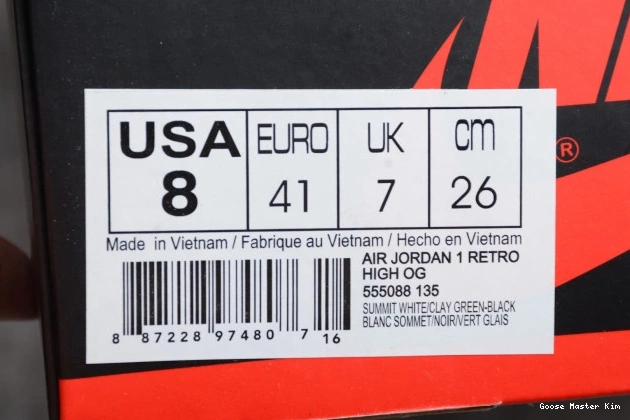 USA EURO UK cm
8 41 7 26
Made in Vietnam / Fabrique au Vietnam / Hecho en Vietnam
AIR JORDAN 1 RETRO
HIGH OG
555088 135
SUMMIT WHITE/CLAY GREEN-BLACK
BLANC SOMMET/NOIR/VERT GLAIS
8 87228 97480 7 16
®
Goose Master Kim